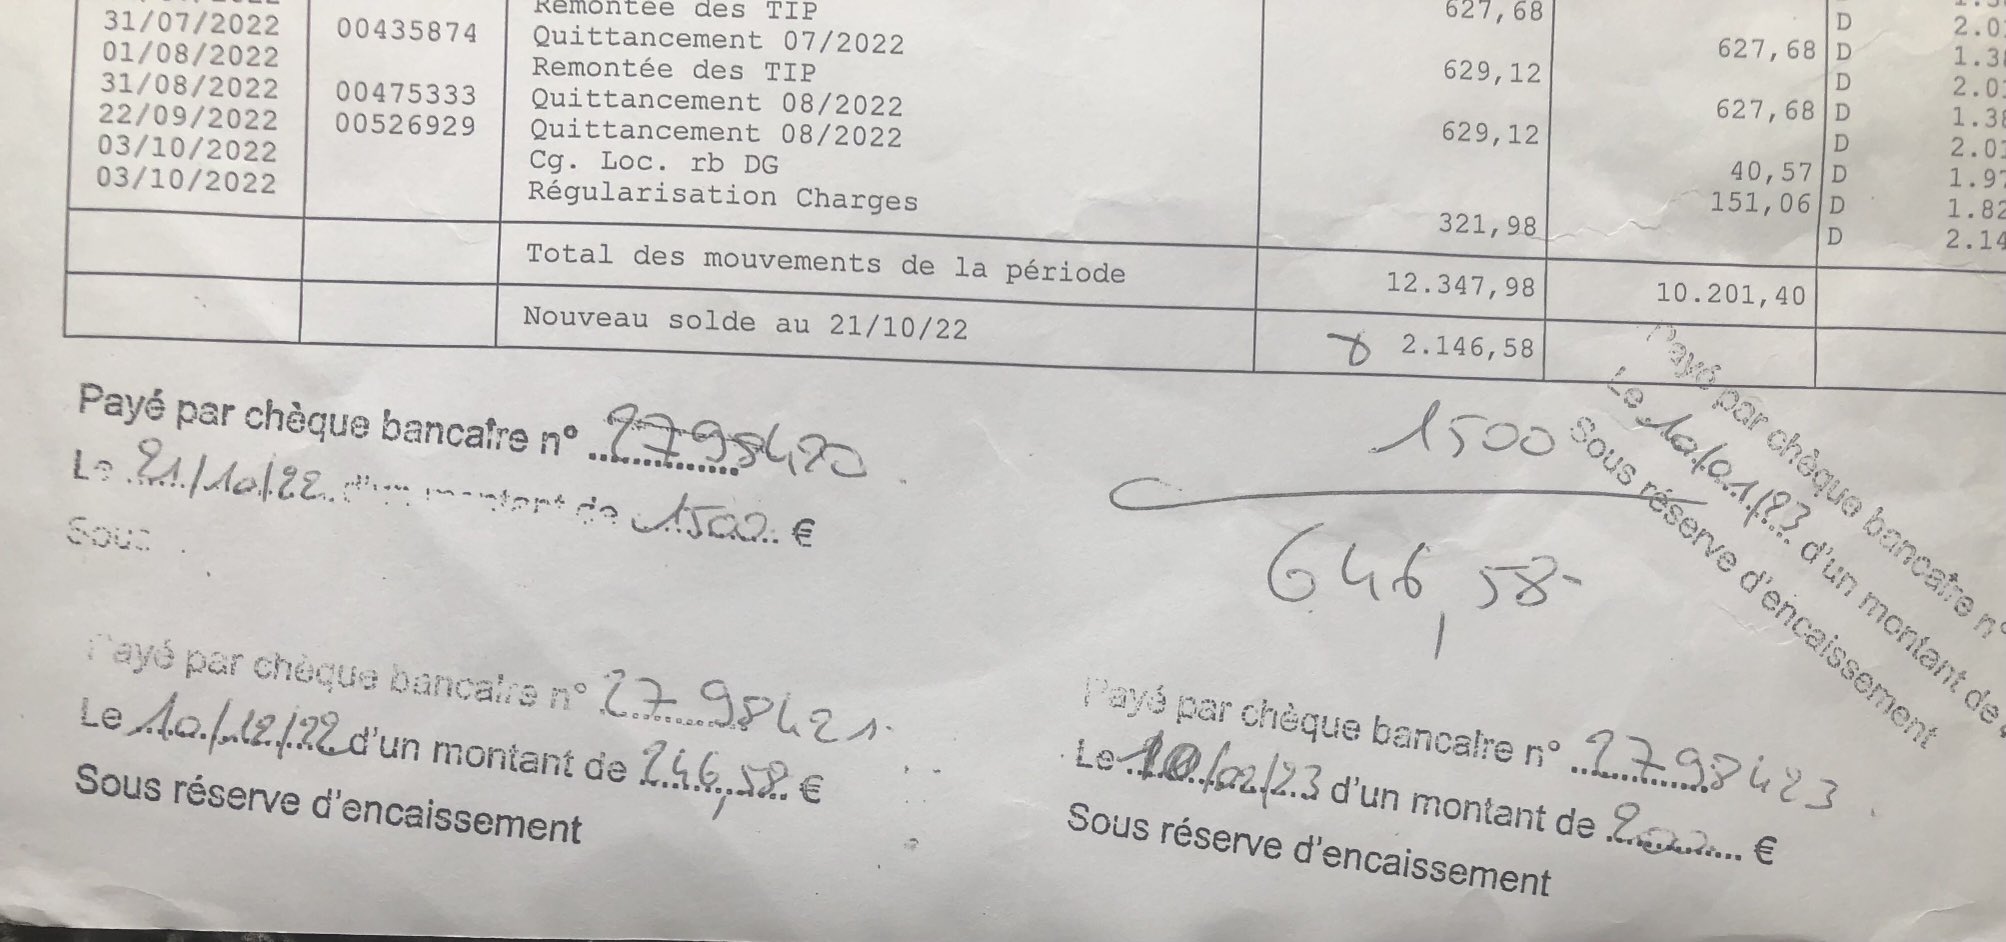 Remontée des TIP 627,68 D
31/07/2022 00435874 Quittancement 07/2022 627,68 D
01/08/2022 Remontée des TIP 629,12 D
31/08/2022 00475333 Quittancement 08/2022 627,68 D
22/09/2022 00526929 Quittancement 08/2022 629,12 D
03/10/2022 Cg. Loc. rb DG 40,57 D
03/10/2022 Régularisation Charges 151,06 D
321,98 D
Total des mouvements de la période 12.347,98 10.201,40
Nouveau solde au 21/10/22 2.146,58
1500
646,58
Payé par chèque bancaire n° 2798420
Le 21/10/22 d'un montant de 1500 €
Sous
Payé par chèque bancaire n°
Le 10/01/23 d'un montant de
Sous réserve d'encaissement
Payé par chèque bancaire n° 2798421
Le 10/12/22 d'un montant de 246,58 €
Sous réserve d'encaissement
Payé par chèque bancaire n° 2798423
Le 10/02/23 d'un montant de 200 €
Sous réserve d'encaissement